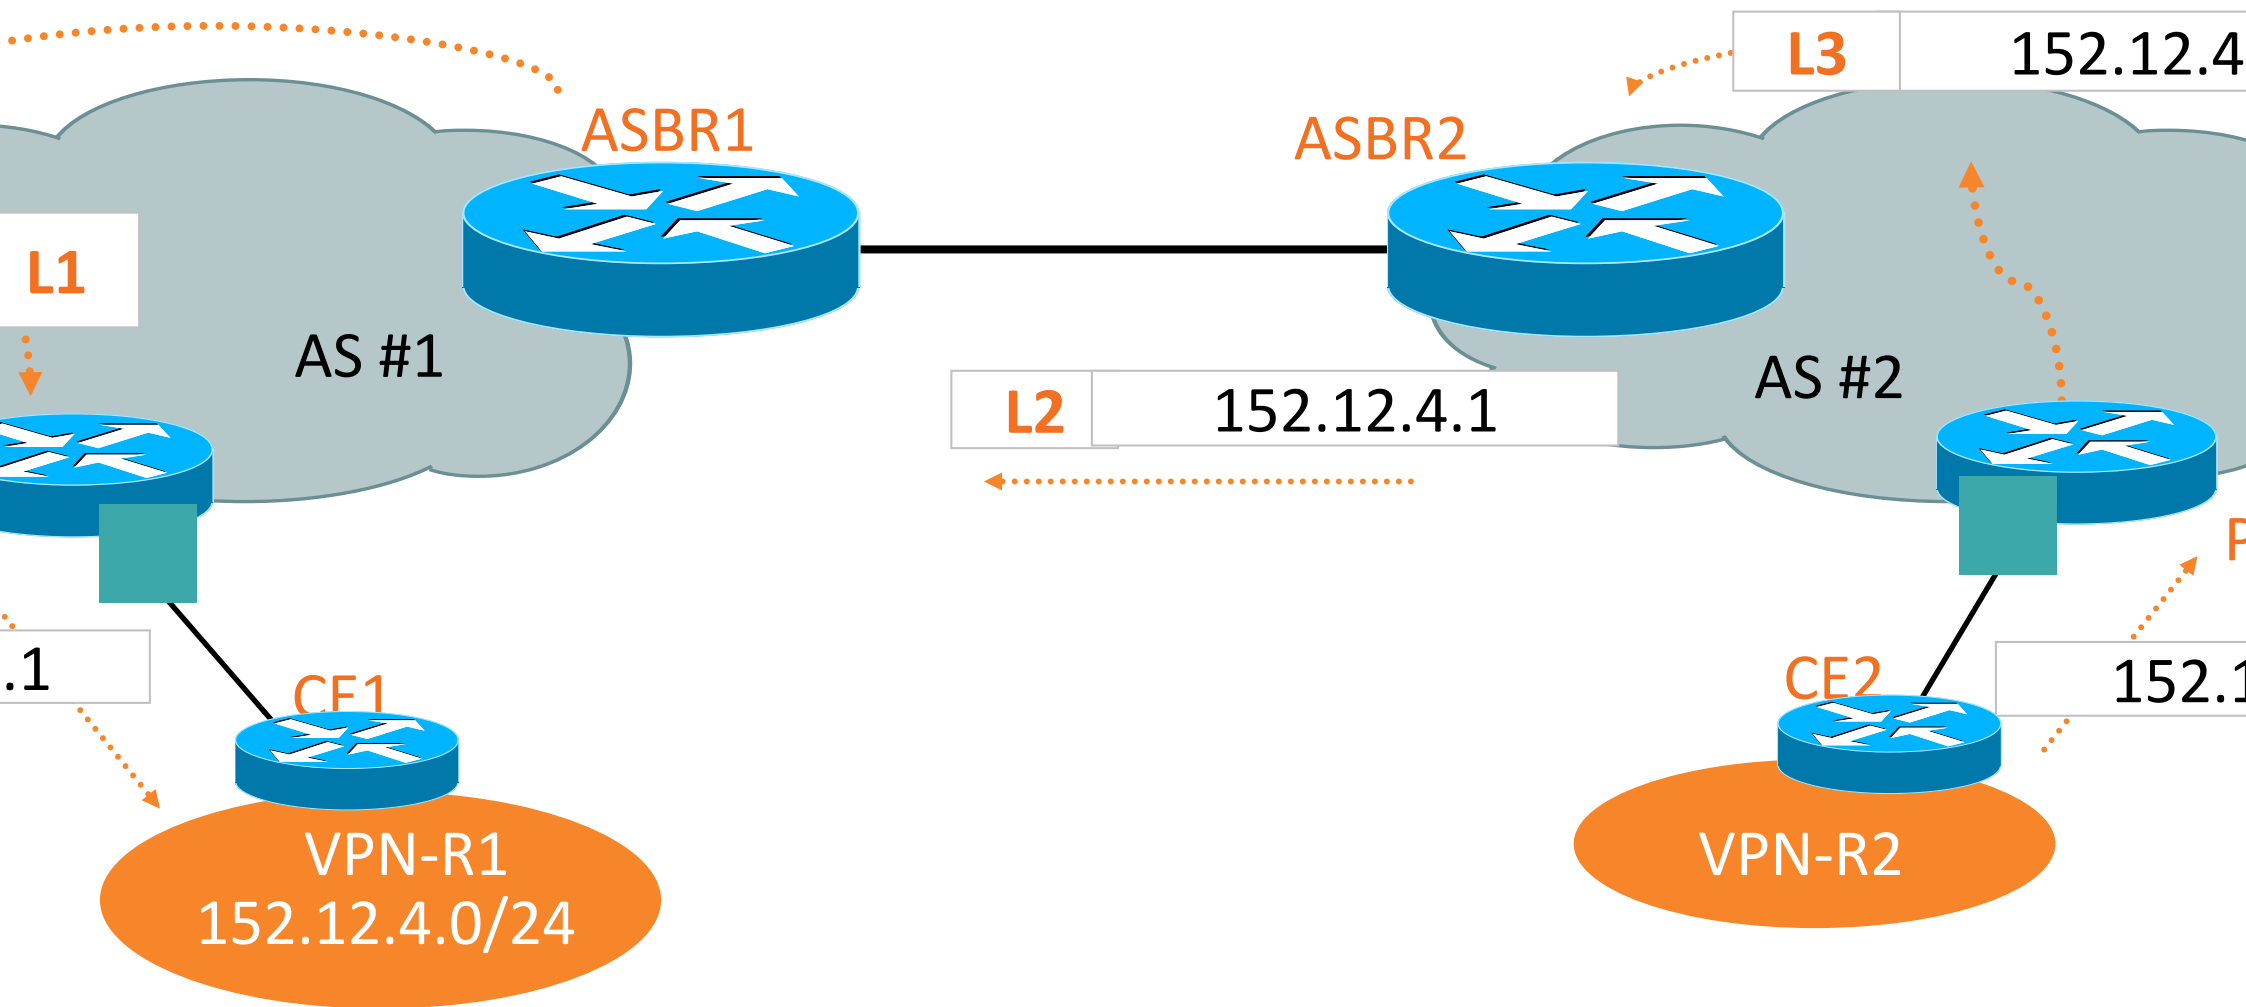 L3 152.12.4
ASBR1
ASBR2
L1
AS #1
AS #2
L2 152.12.4.1
P
.1
152.1
CE1
CE2
VPN-R1
152.12.4.0/24
VPN-R2